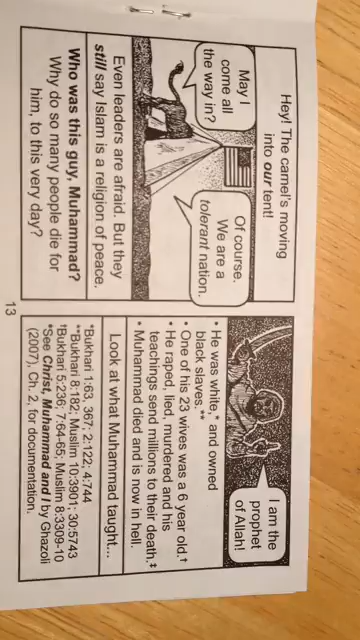 Hey! The camel's moving
into our tent!
May I
come all
the way in?
Of course.
We are a
tolerant nation.
Even leaders are afraid. But they
still say Islam is a religion of peace.
Who was this guy, Muhammad?
Why do so many people die for
him, to this very day?
13
I am the
prophet
of Allah!
• He was white,* and owned
black slaves.**
• One of his 23 wives was a 6 year old.†
• He raped, lied, murdered and his
teachings send millions to their death.‡
• Muhammad died and is now in hell.
Look at what Muhammad taught...
*Bukhari 1:63, 367; 2:122; 4:744
**Bukhari 8:182; Muslim 10:3901; 30:5743
†Bukhari 5:236; 7:64-65; Muslim 8:3309-10
‡See Christ, Muhammad and I by Ghazoli
(2007), Ch. 2, for documentation.